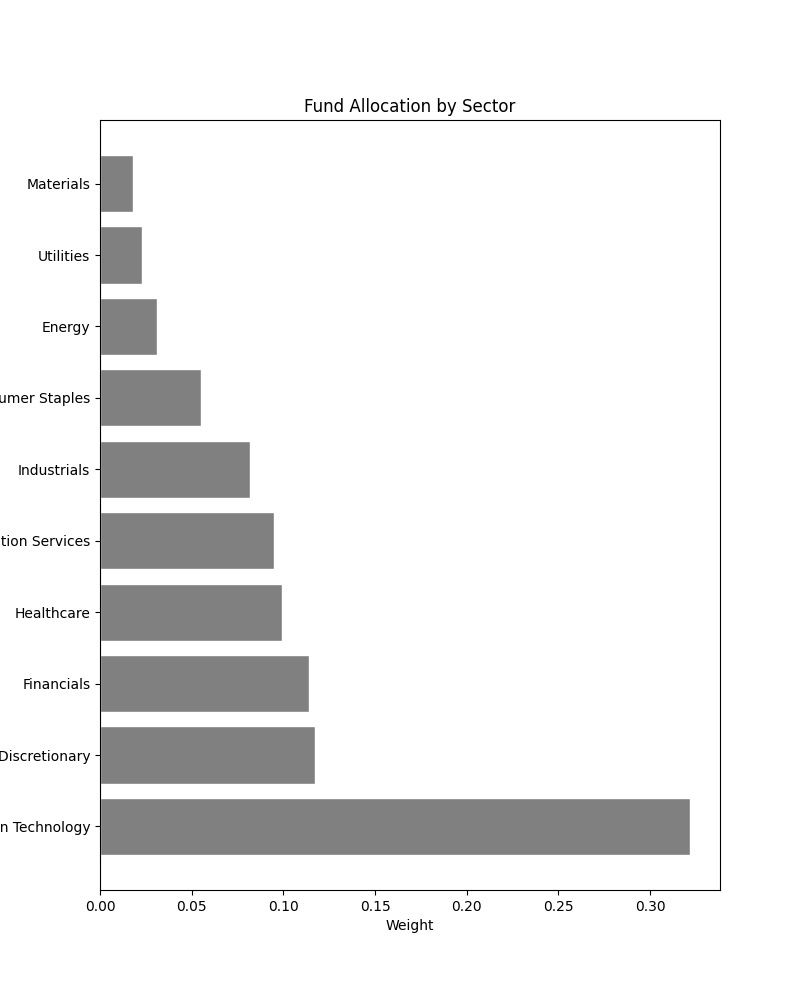 Fund Allocation by Sector
Materials
Utilities
Energy
umer Staples
Industrials
tion Services
Healthcare
Financials
Discretionary
n Technology
0.00 0.05 0.10 0.15 0.20 0.25 0.30
Weight